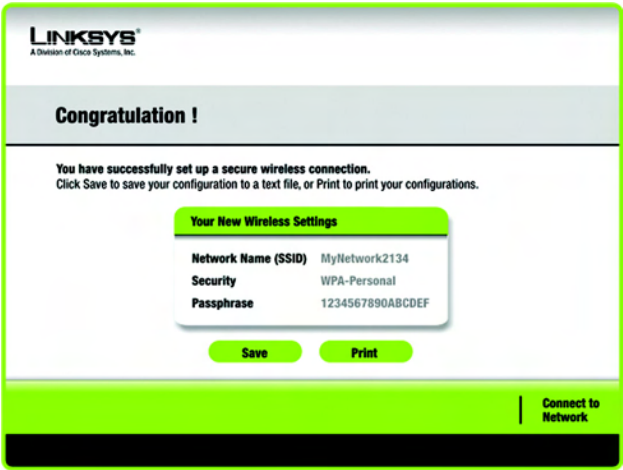 LINKSYS®
A Division of Cisco Systems, Inc.
Congratulation !
You have successfully set up a secure wireless connection.
Click Save to save your configuration to a text file, or Print to print your configurations.
Your New Wireless Settings
Network Name (SSID) MyNetwork2134
Security WPA-Personal
Passphrase 1234567890ABCDEF
Save Print
Connect to
Network